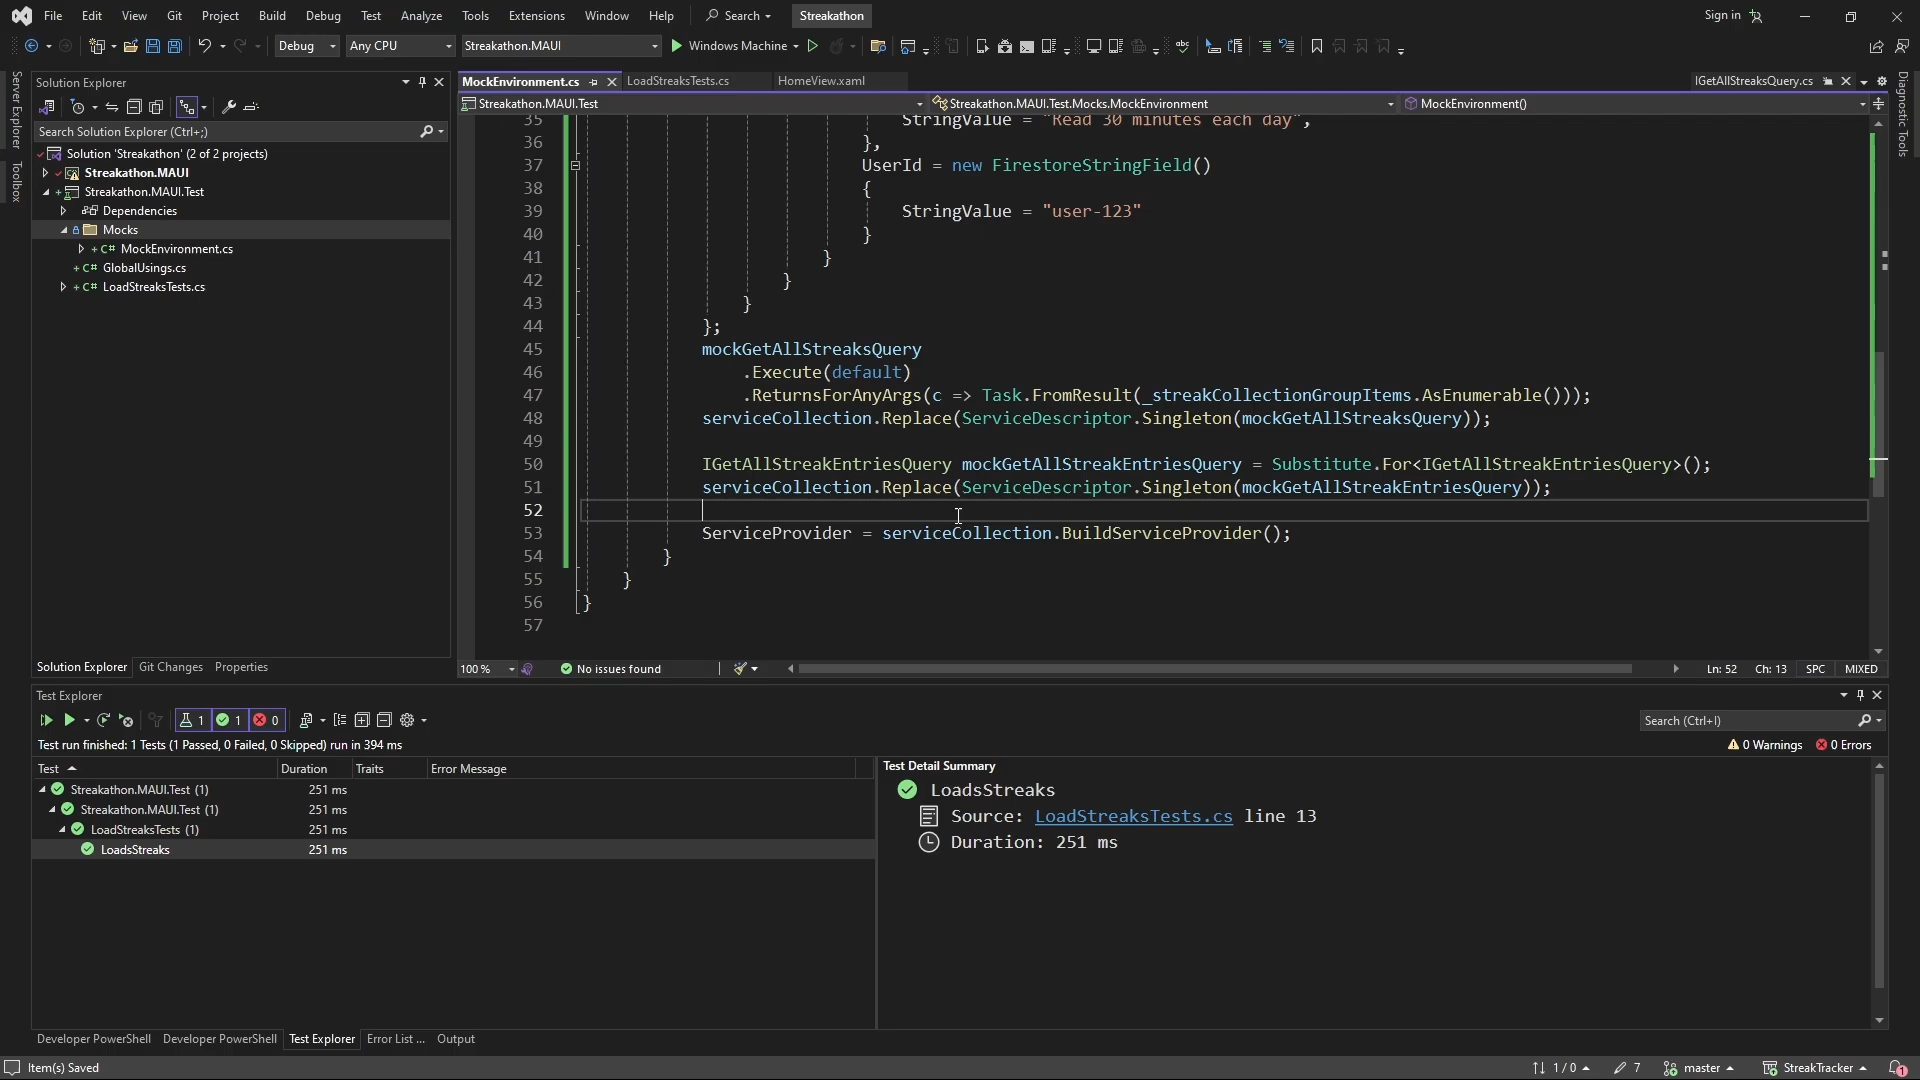 File Edit View Git Project Build Debug Test Analyze Tools Extensions Window Help Search Streakathon Sign in
Debug Any CPU Streakathon.MAUI Windows Machine
Server Explorer
Toolbox
Solution Explorer
Search Solution Explorer (Ctrl+;)
Solution 'Streakathon' (2 of 2 projects)
Streakathon.MAUI
Streakathon.MAUI.Test
Dependencies
Mocks
C# MockEnvironment.cs
C# GlobalUsings.cs
C# LoadStreaksTests.cs
Solution Explorer Git Changes Properties
MockEnvironment.cs LoadStreaksTests.cs HomeView.xaml IGetAllStreaksQuery.cs
Streakathon.MAUI.Test Streakathon.MAUI.Test.Mocks.MockEnvironment MockEnvironment()
35 StringValue = "Read 30 minutes each day",
36 },
37 UserId = new FirestoreStringField()
38 {
39 StringValue = "user-123"
40 }
41 }
42 }
43 }
44 };
45 mockGetAllStreaksQuery
46 .Execute(default)
47 .ReturnsForAnyArgs(c => Task.FromResult(_streakCollectionGroupItems.AsEnumerable()));
48 serviceCollection.Replace(ServiceDescriptor.Singleton(mockGetAllStreaksQuery));
49
50 IGetAllStreakEntriesQuery mockGetAllStreakEntriesQuery = Substitute.For<IGetAllStreakEntriesQuery>();
51 serviceCollection.Replace(ServiceDescriptor.Singleton(mockGetAllStreakEntriesQuery));
52
53 ServiceProvider = serviceCollection.BuildServiceProvider();
54 }
55 }
56 }
57
100 % No issues found Ln: 52 Ch: 13 SPC MIXED
Diagnostic Tools
Test Explorer
1 1 0 Search (Ctrl+I)
Test run finished: 1 Tests (1 Passed, 0 Failed, 0 Skipped) run in 394 ms 0 Warnings 0 Errors
Test Duration Traits Error Message
Streakathon.MAUI.Test (1) 251 ms
Streakathon.MAUI.Test (1) 251 ms
LoadStreaksTests (1) 251 ms
LoadsStreaks 251 ms
Test Detail Summary
LoadsStreaks
Source: LoadStreaksTests.cs line 13
Duration: 251 ms
Developer PowerShell Developer PowerShell Test Explorer Error List ... Output
Item(s) Saved 1 / 0 7 master StreakTracker 1